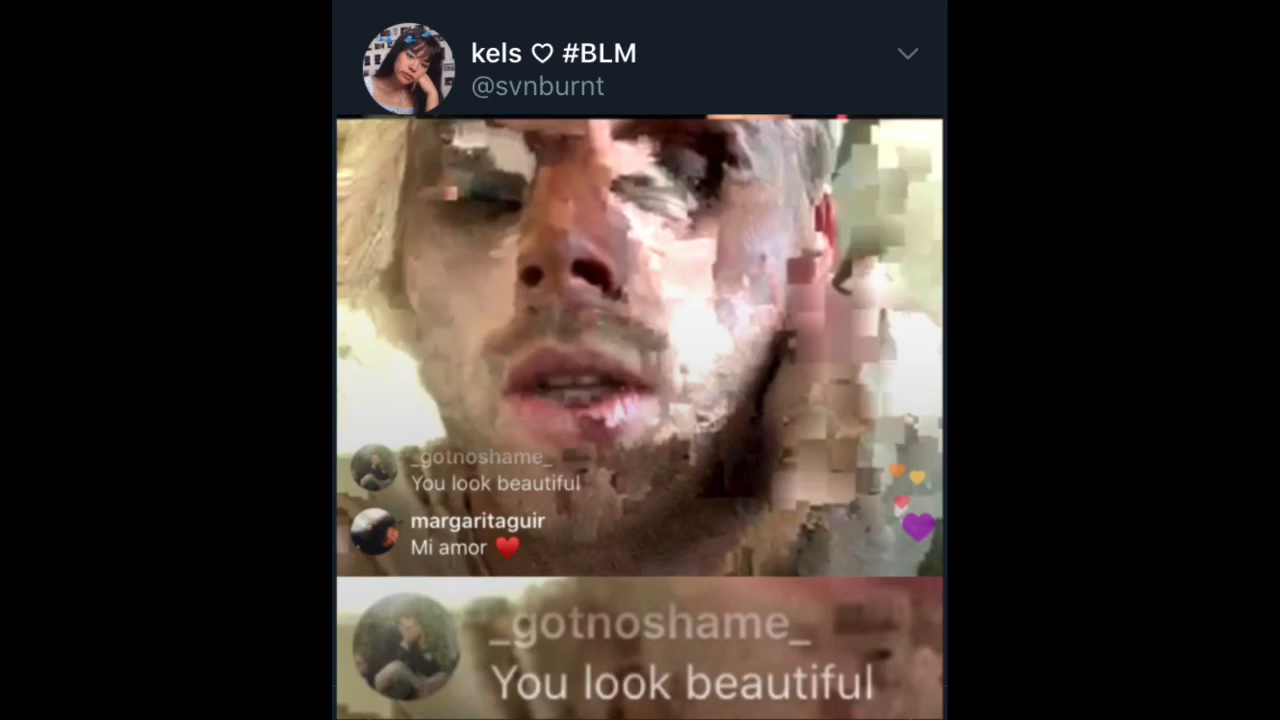 kels ♡ #BLM
@svnburnt
_gotnoshame_
You look beautiful
margaritaguir
Mi amor ❤️
_gotnoshame_
You look beautiful